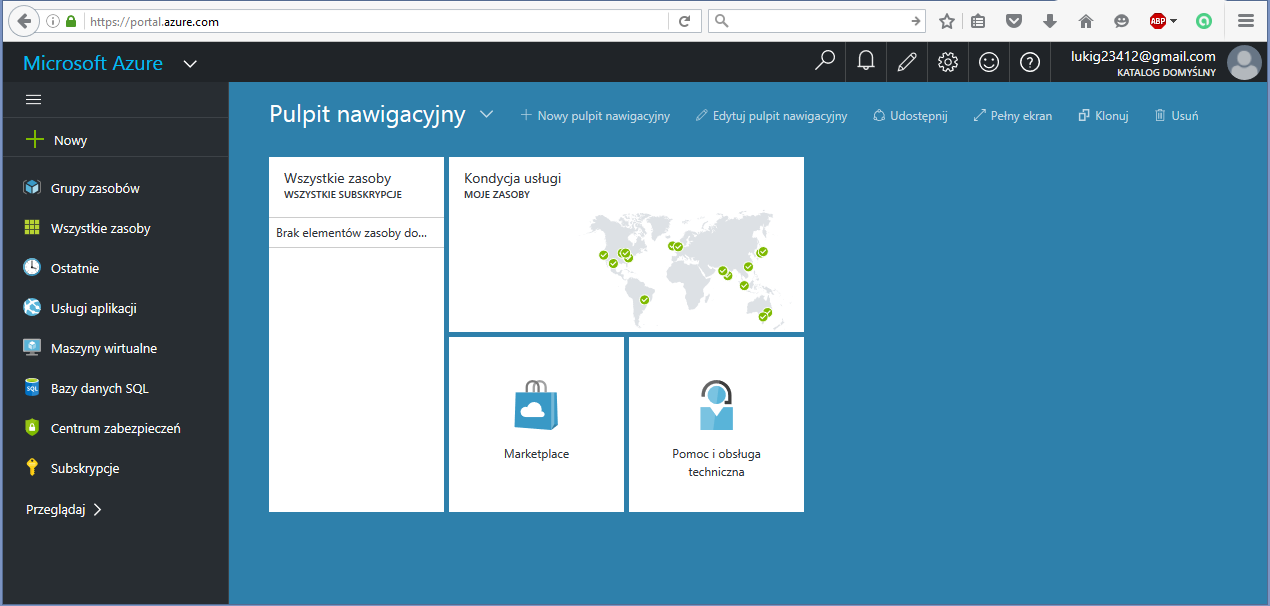 https://portal.azure.com
ABP
Microsoft Azure
lukig23412@gmail.com
KATALOG DOMYŚLNY
Nowy
Grupy zasobów
Wszystkie zasoby
Ostatnie
Usługi aplikacji
Maszyny wirtualne
SQL
Bazy danych SQL
Centrum zabezpieczeń
Subskrypcje
Przeglądaj
Pulpit nawigacyjny
Nowy pulpit nawigacyjny
Edytuj pulpit nawigacyjny
Udostępnij
Pełny ekran
Klonuj
Usuń
Wszystkie zasoby
WSZYSTKIE SUBSKRYPCJE
Brak elementów zasoby do...
Kondycja usługi
MOJE ZASOBY
Marketplace
Pomoc i obsługa
techniczna